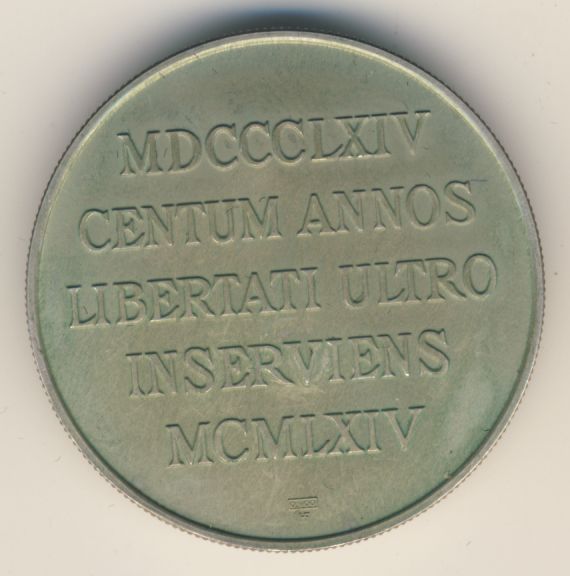 MDCCCLXIV
CENTUM ANNOS
LIBERTATI ULTRO
INSERVIENS
MCMLXIV